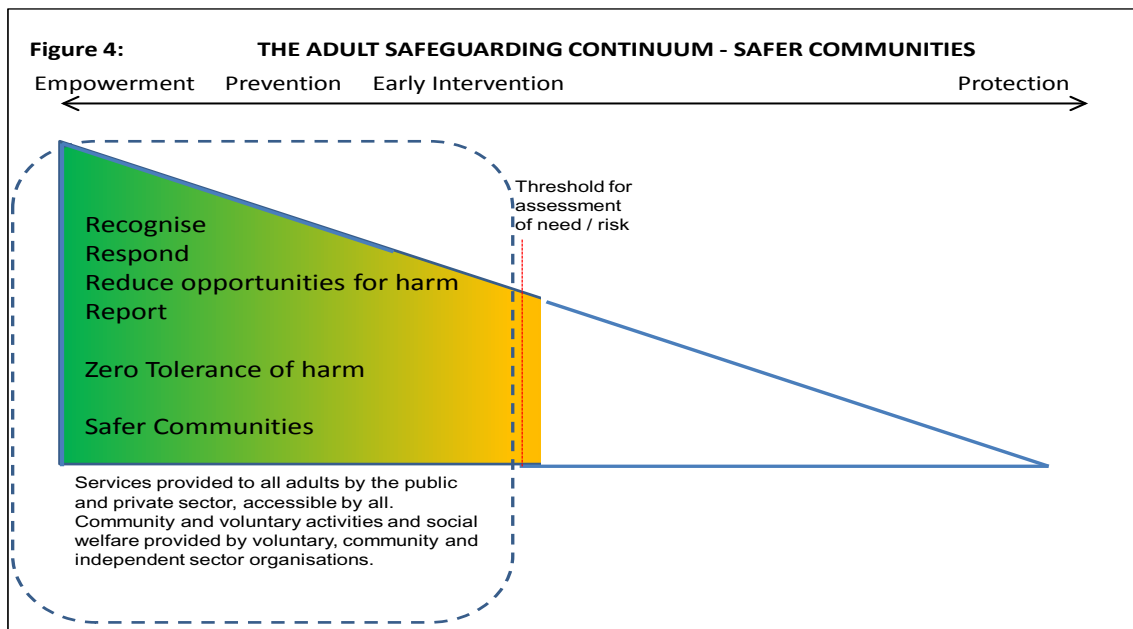 Figure 4: THE ADULT SAFEGUARDING CONTINUUM - SAFER COMMUNITIES
Empowerment Prevention Early Intervention Protection
Threshold for
assessment
of need / risk
Recognise
Respond
Reduce opportunities for harm
Report
Zero Tolerance of harm
Safer Communities
Services provided to all adults by the public
and private sector, accessible by all.
Community and voluntary activities and social
welfare provided by voluntary, community and
independent sector organisations.